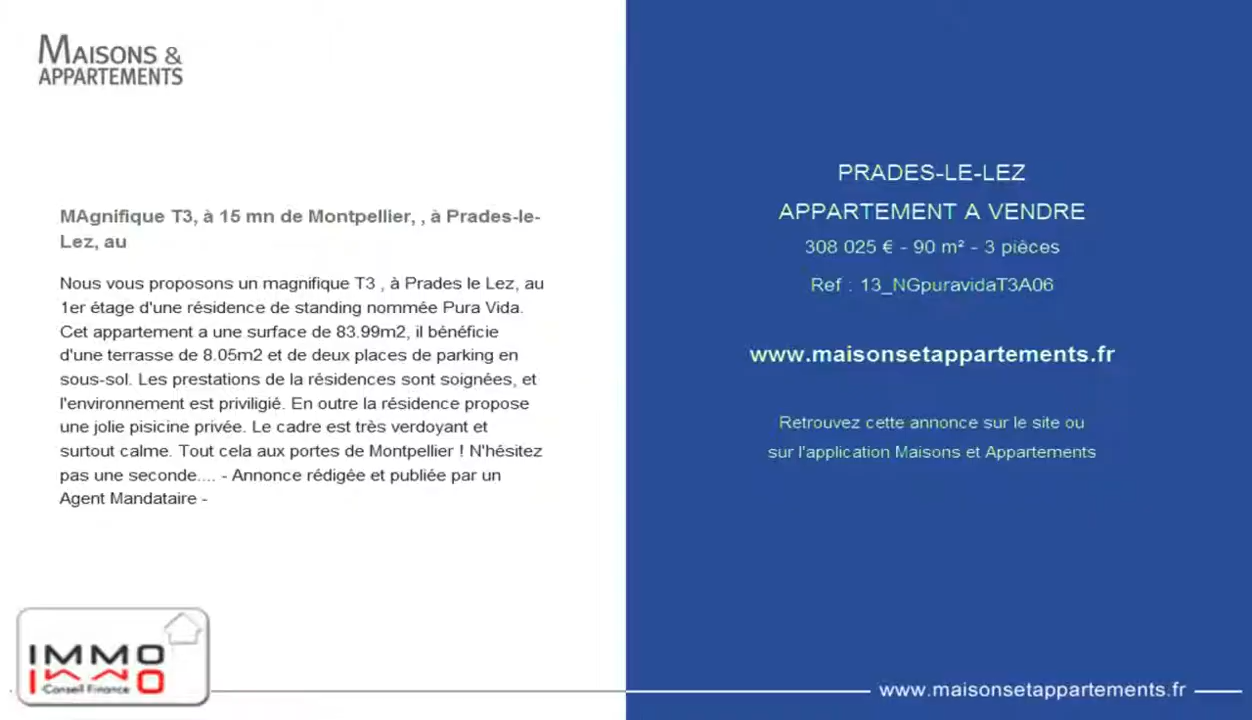 MAISONS &
APPARTEMENTS
MAgnifique T3, à 15 mn de Montpellier, , à Prades-le-
Lez, au
Nous vous proposons un magnifique T3 , à Prades le Lez, au
1er étage d'une résidence de standing nommée Pura Vida.
Cet appartement a une surface de 83.99m2, il bénéficie
d'une terrasse de 8.05m2 et de deux places de parking en
sous-sol. Les prestations de la résidences sont soignées, et
l'environnement est priviligié. En outre la résidence propose
une jolie pisicine privée. Le cadre est très verdoyant et
surtout calme. Tout cela aux portes de Montpellier ! N'hésitez
pas une seconde.... - Annonce rédigée et publiée par un
Agent Mandataire -
PRADES-LE-LEZ
APPARTEMENT A VENDRE
308 025 € - 90 m² - 3 pièces
Ref : 13_NGpuravidaT3A06
www.maisonsetappartements.fr
Retrouvez cette annonce sur le site ou
sur l'application Maisons et Appartements
IMMO
Conseil Finance
www.maisonsetappartements.fr